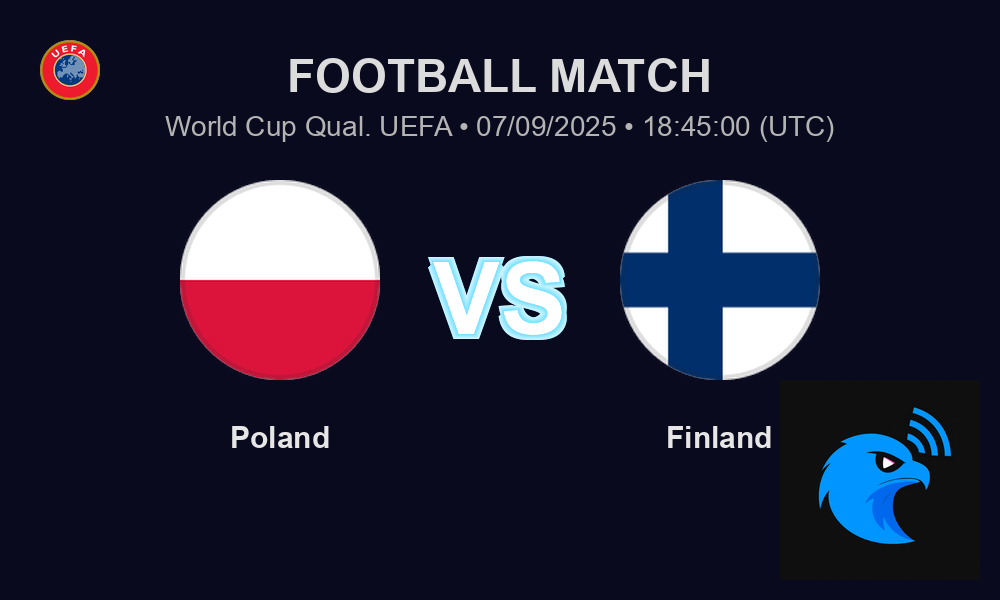 UEFA
FOOTBALL MATCH
World Cup Qual. UEFA • 07/09/2025 • 18:45:00 (UTC)
VS
Poland
Finland